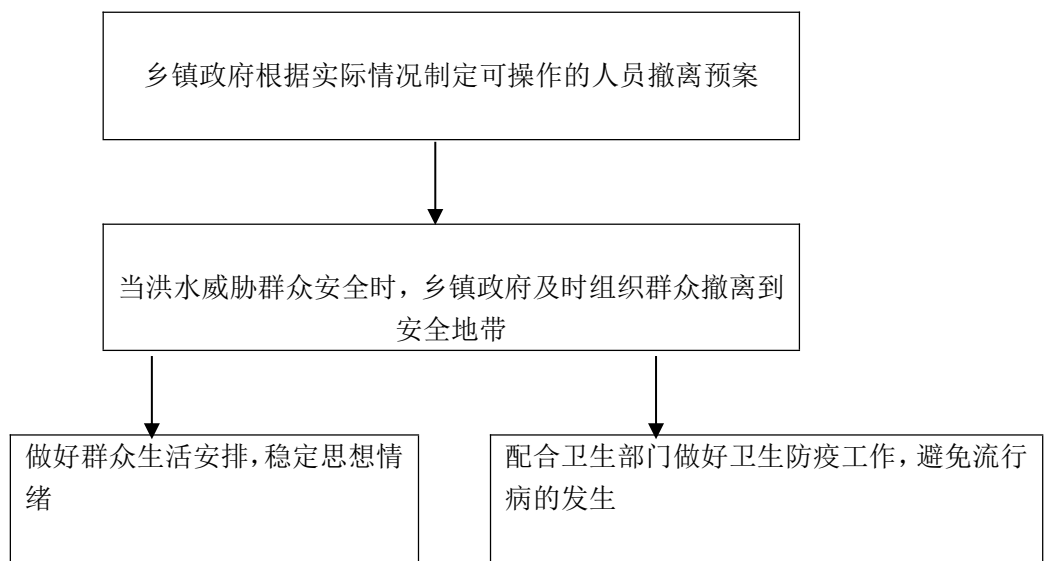 乡镇政府根据实际情况制定可操作的人员撤离预案
当洪水威胁群众安全时，乡镇政府及时组织群众撤离到
安全地带
做好群众生活安排，稳定思想情
绪
配合卫生部门做好卫生防疫工作，避免流行
病的发生